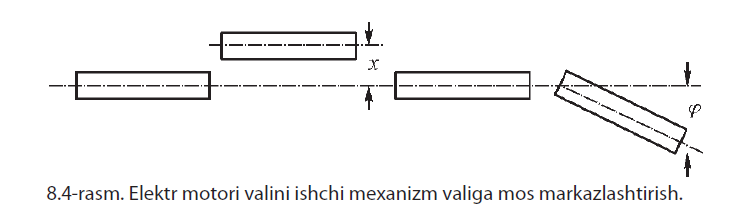 x
φ
8.4-rasm. Elektr motori valini ishchi mexanizm valiga mos markazlashtirish.